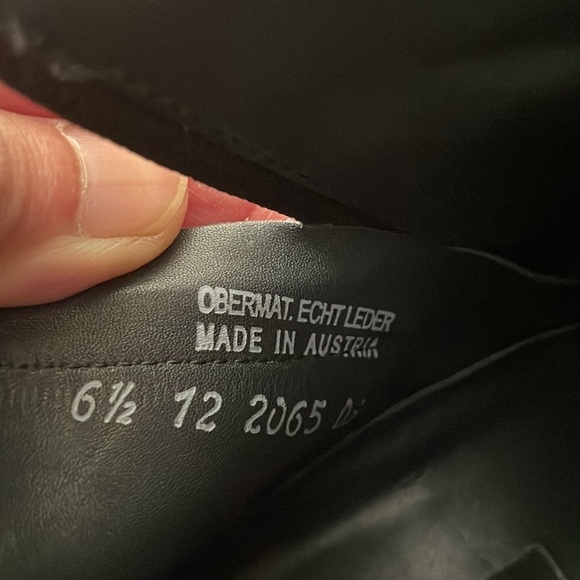 OBERMAT. ECHT LEDER
MADE IN AUSTRIA
6½ 12 2065